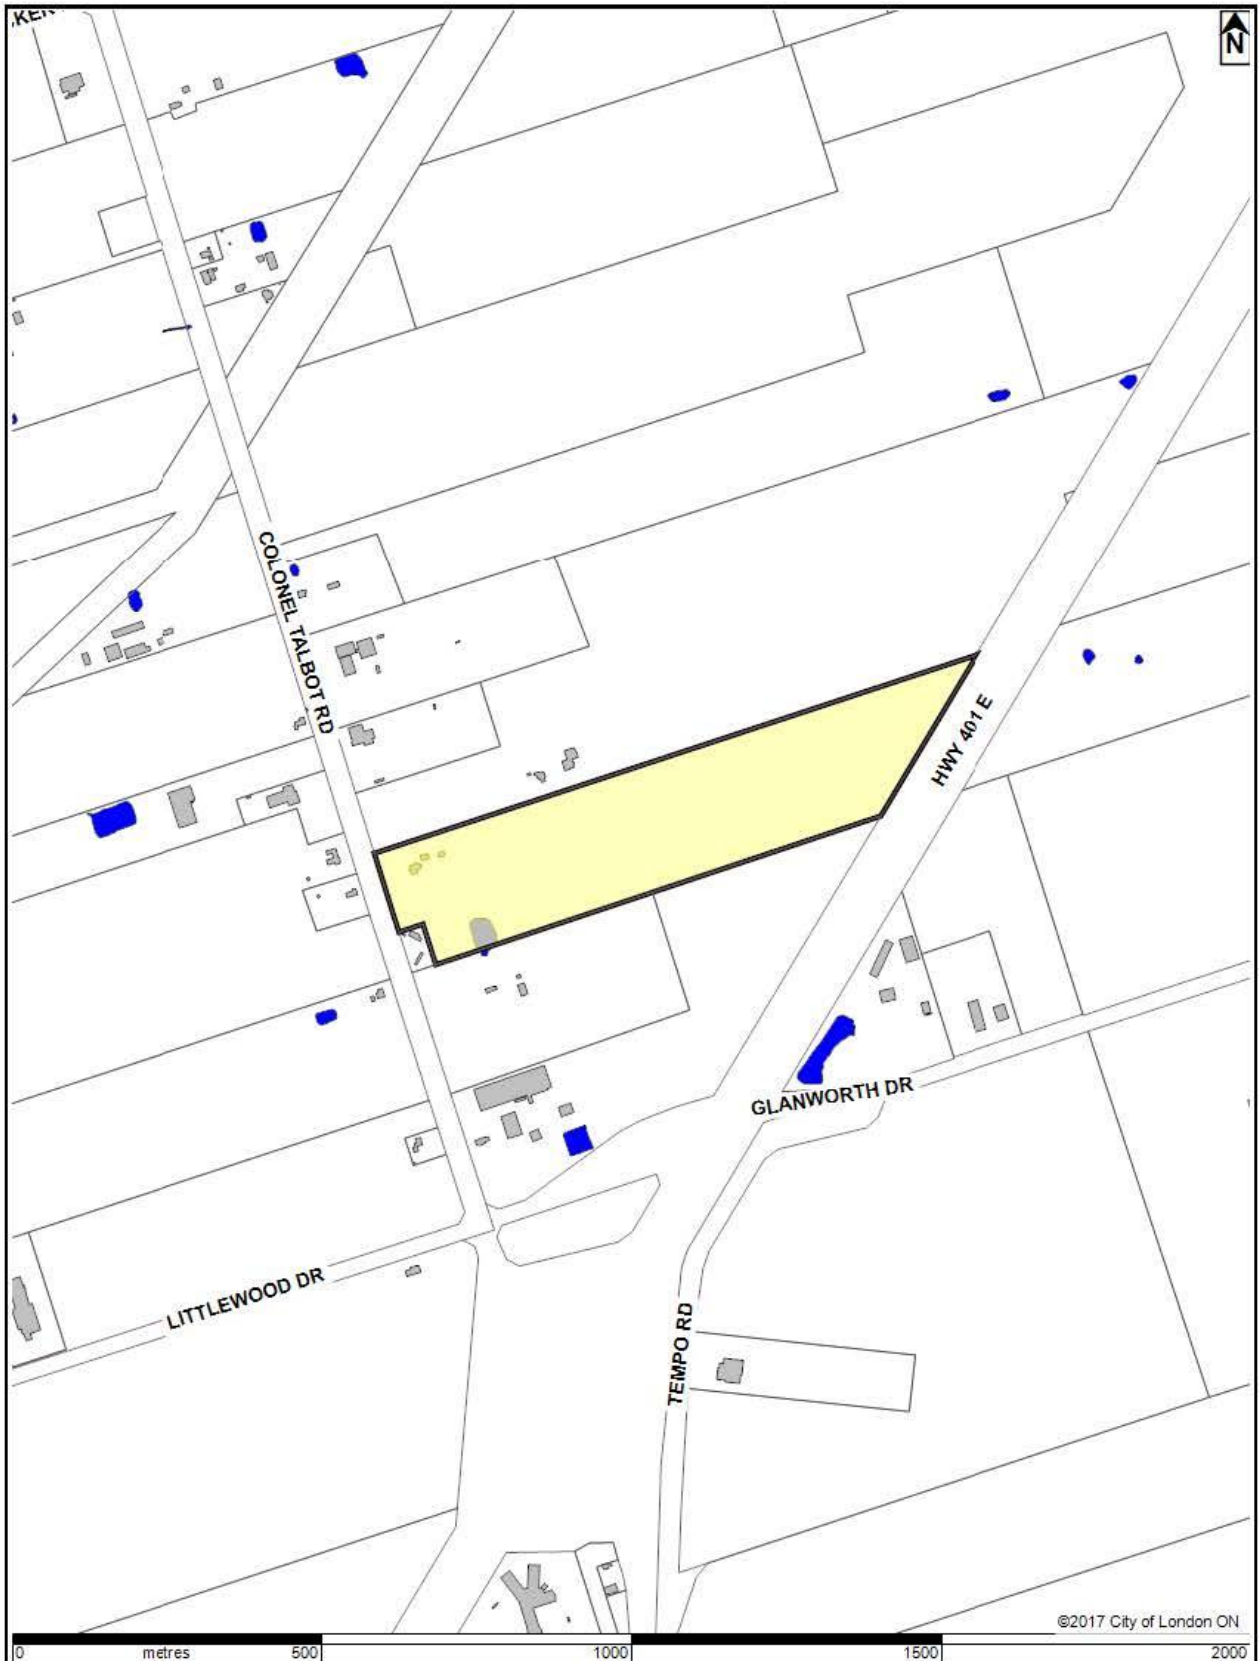 N
COLONEL TALBOT RD
HWY 401 E
GLANWORTH DR
LITTLEWOOD DR
TEMPO RD
©2017 City of London ON
0 metres 500 1000 1500 2000